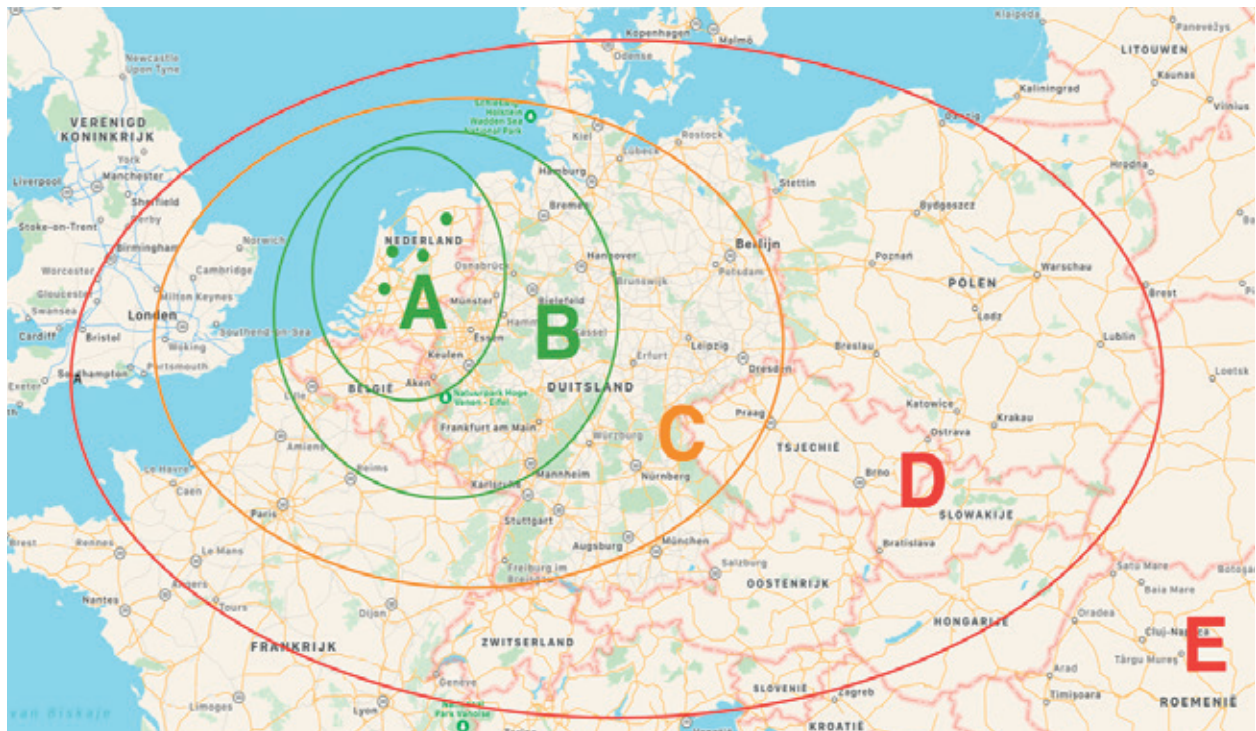 Klaipeda
Panevėžys
Kopenhagen
Malmö
Odense
LITOUWEN
Newcastle
Upon Tyne
Kaunas
Kaliningrad
Vilnius
Schleswig-
Holstein
Wadden Sea
National Park
VERENIGD
KONINKRIJK
Kiel
Rostock
Danzig
York
Lübeck
Hrodna
Liverpool
Manchester
Hamburg
Stettin
Sheffield
Derby
Bremen
Bydgoszcz
Stoke-on-Trent
Norwich
NEDERLAND
Birmingham
Berlijn
Hannover
Osnabrück
Potsdam
Poznań
Warschau
Worcester
Cambridge
A
Brunswijk
POLEN
Brest
Gloucester
Milton Keynes
Münster
Bielefeld
B
Swansea
Londen
Lodz
Cardiff
Bristol
Southend-on-Sea
Hamm
Kassel
Woking
Essen
Leipzig
Lublin
Keulen
Erfurt
Breslau
Southampton
Portsmouth
Dresden
Exeter
A
Aken
Loetsk
Lille
BELGIË
Natuurpark Hoge
Venen - Eifel
DUITSLAND
Katowice
Praag
Krakau
Frankfurt am Main
C
Amiens
Würzburg
TSJECHIË
Ostrava
Le Havre
Reims
Mannheim
Nürnberg
Brno
D
Caen
Karlsruhe
Paris
Stuttgart
SLOWAKIJE
Brest
Rennes
Augsburg
München
Bratislava
Le Mans
Freiburg im
Breisgau
Salzburg
Satu Mare
Botoșani
Angers
OOSTENRIJK
Baia Mare
Nantes
Tours
Dijon
Oradea
HONGARIJE
E
ZWITSERLAND
Cluj-Napoca
FRANKRIJK
Târgu Mureș
Genève
Arad
SLOVENIË
Zagreb
Timișoara
Limoges
Lyon
National
Park Vanoise
ROEMENIË
van Biskaje
KROATIË